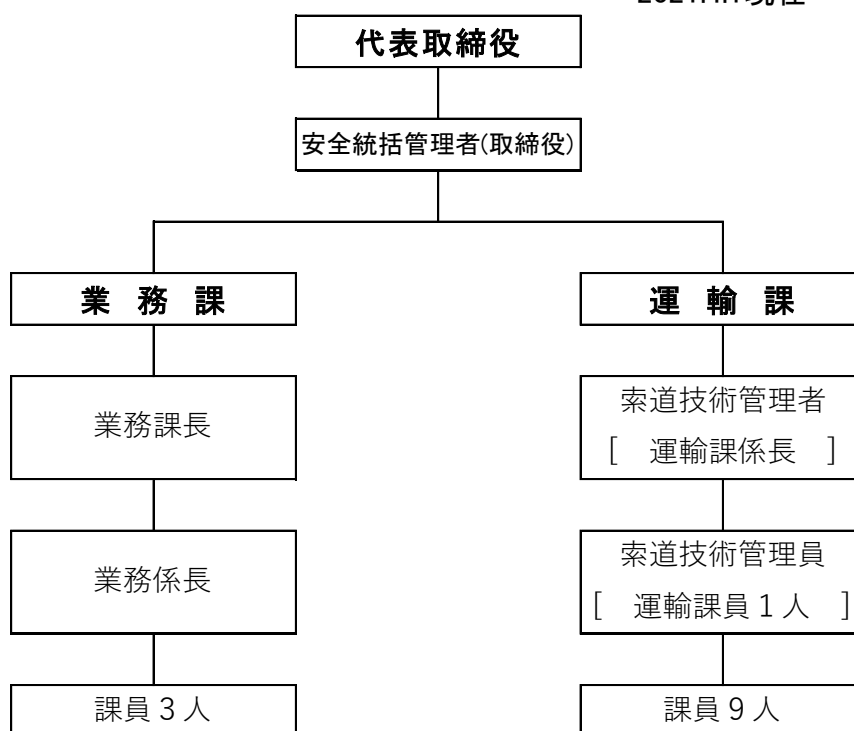 代表取締役
安全統括管理者(取締役)
業 務 課
運 輸 課
業務課長
索道技術管理者
[ 運輸課係長 ]
業務係長
索道技術管理員
[ 運輸課員1人 ]
課員3人
課員9人